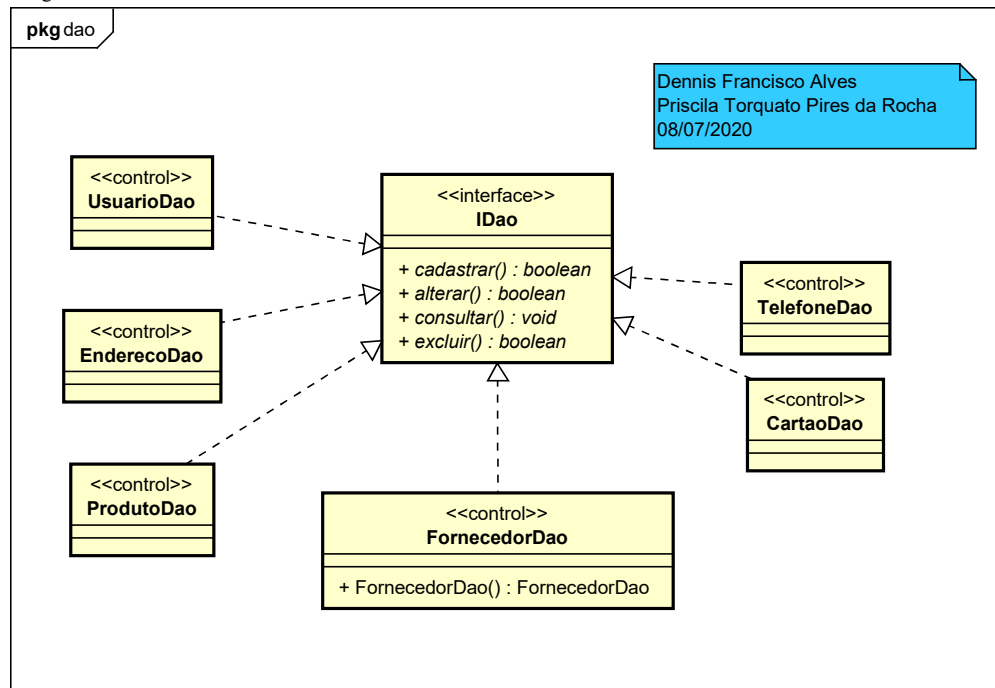 pkg dao
Dennis Francisco Alves
Priscila Torquato Pires da Rocha
08/07/2020
<<control>>
UsuarioDao
<<interface>>
IDao
+ cadastrar() : boolean
+ alterar() : boolean
+ consultar() : void
+ excluir() : boolean
<<control>>
TelefoneDao
<<control>>
EnderecoDao
<<control>>
CartaoDao
<<control>>
ProdutoDao
<<control>>
FornecedorDao
+ FornecedorDao() : FornecedorDao